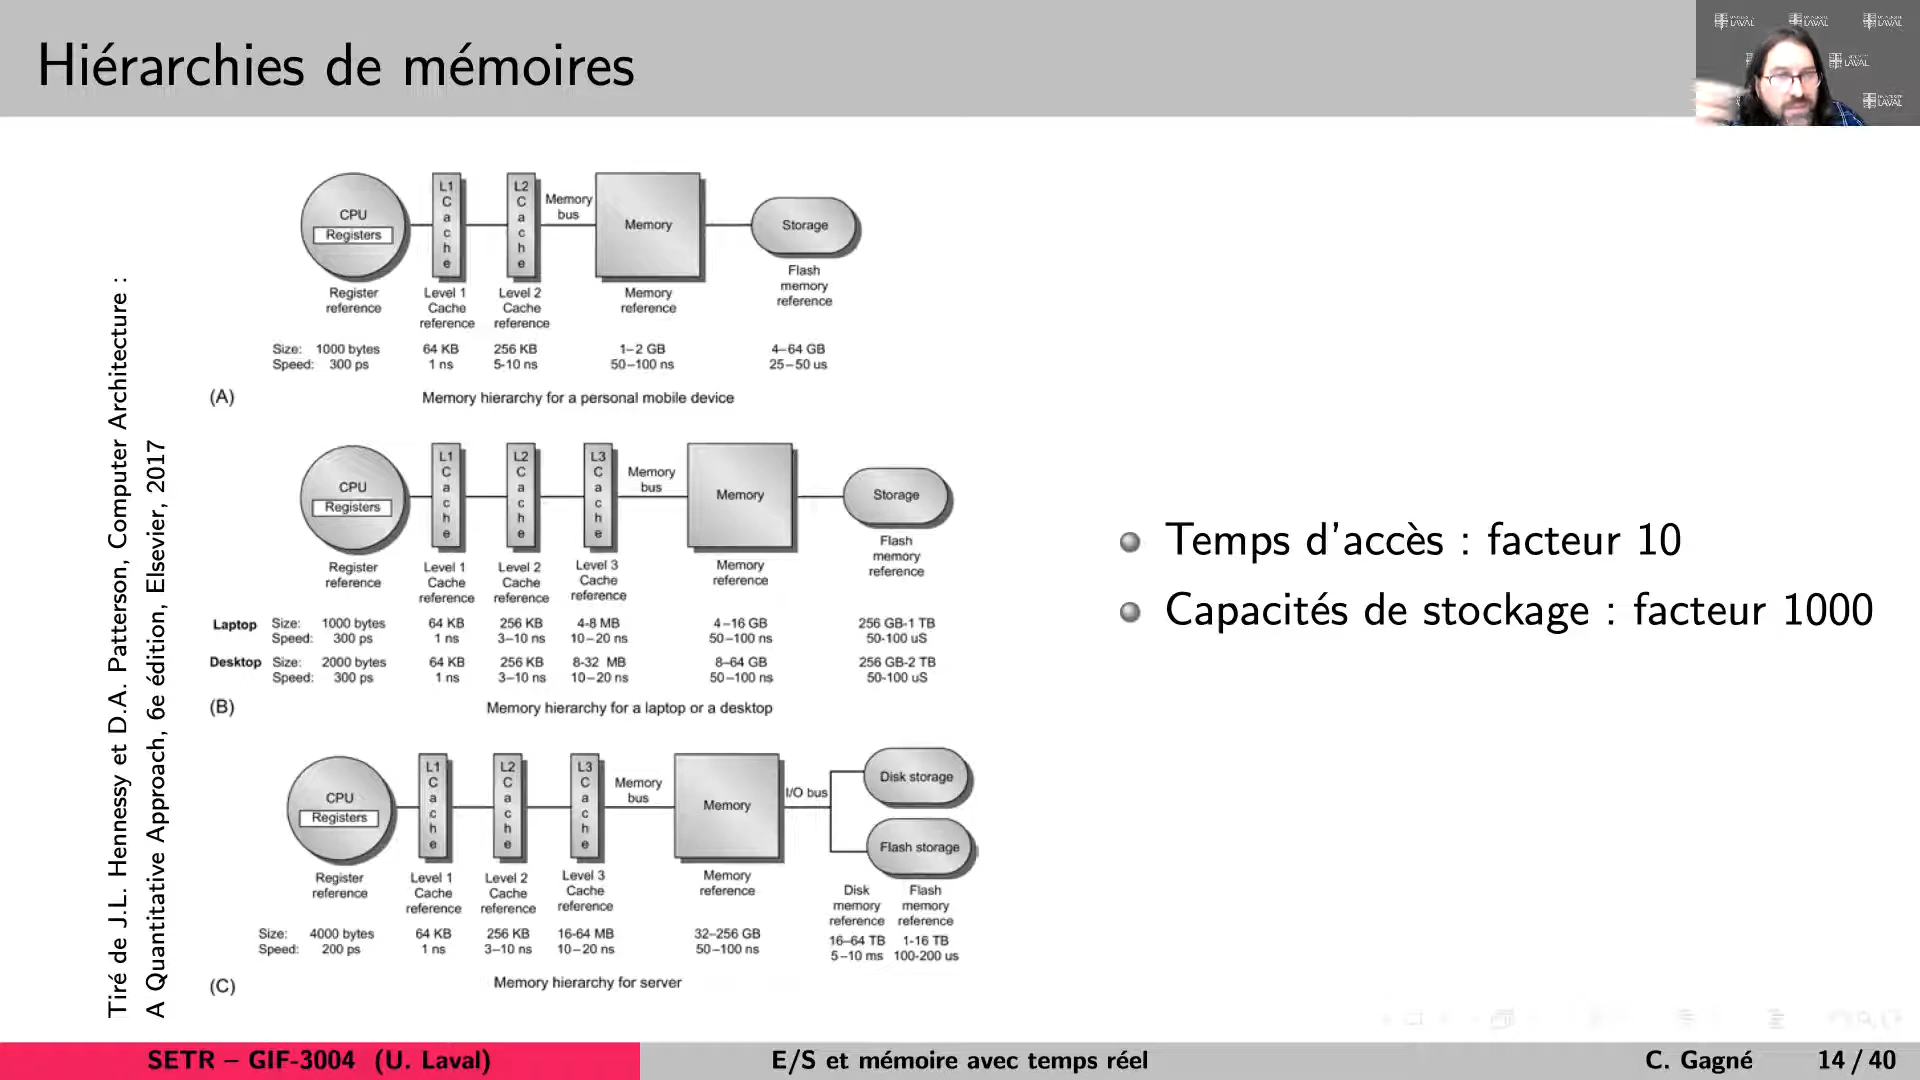 Hiérarchies de mémoires
UNIVERSITÉ LAVAL
Tiré de J.L. Hennessy et D.A. Patterson, Computer Architecture :
A Quantitative Approach, 6e édition, Elsevier, 2017
CPU
Registers
L1 Cache
L2 Cache
Memory bus
Memory
Storage
Register reference
Level 1 Cache reference
Level 2 Cache reference
Memory reference
Flash memory reference
Size: 1000 bytes 64 KB 256 KB 1–2 GB 4–64 GB
Speed: 300 ps 1 ns 5-10 ns 50–100 ns 25–50 us
(A) Memory hierarchy for a personal mobile device
CPU
Registers
L1 Cache
L2 Cache
L3 Cache
Memory bus
Memory
Storage
Register reference
Level 1 Cache reference
Level 2 Cache reference
Level 3 Cache reference
Memory reference
Flash memory reference
Laptop Size: 1000 bytes 64 KB 256 KB 4-8 MB 4–16 GB 256 GB-1 TB
Speed: 300 ps 1 ns 3–10 ns 10–20 ns 50–100 ns 50-100 uS
Desktop Size: 2000 bytes 64 KB 256 KB 8-32 MB 8–64 GB 256 GB-2 TB
Speed: 300 ps 1 ns 3–10 ns 10–20 ns 50–100 ns 50-100 uS
(B) Memory hierarchy for a laptop or a desktop
CPU
Registers
L1 Cache
L2 Cache
L3 Cache
Memory bus
Memory
I/O bus
Disk storage
Flash storage
Register reference
Level 1 Cache reference
Level 2 Cache reference
Level 3 Cache reference
Memory reference
Disk memory reference
Flash memory reference
Size: 4000 bytes 64 KB 256 KB 16-64 MB 32–256 GB 16–64 TB 1-16 TB
Speed: 200 ps 1 ns 3–10 ns 10–20 ns 50–100 ns 5–10 ms 100-200 us
(C) Memory hierarchy for server
Temps d'accès : facteur 10
Capacités de stockage : facteur 1000
SETR – GIF-3004 (U. Laval)
E/S et mémoire avec temps réel
C. Gagné
14 / 40